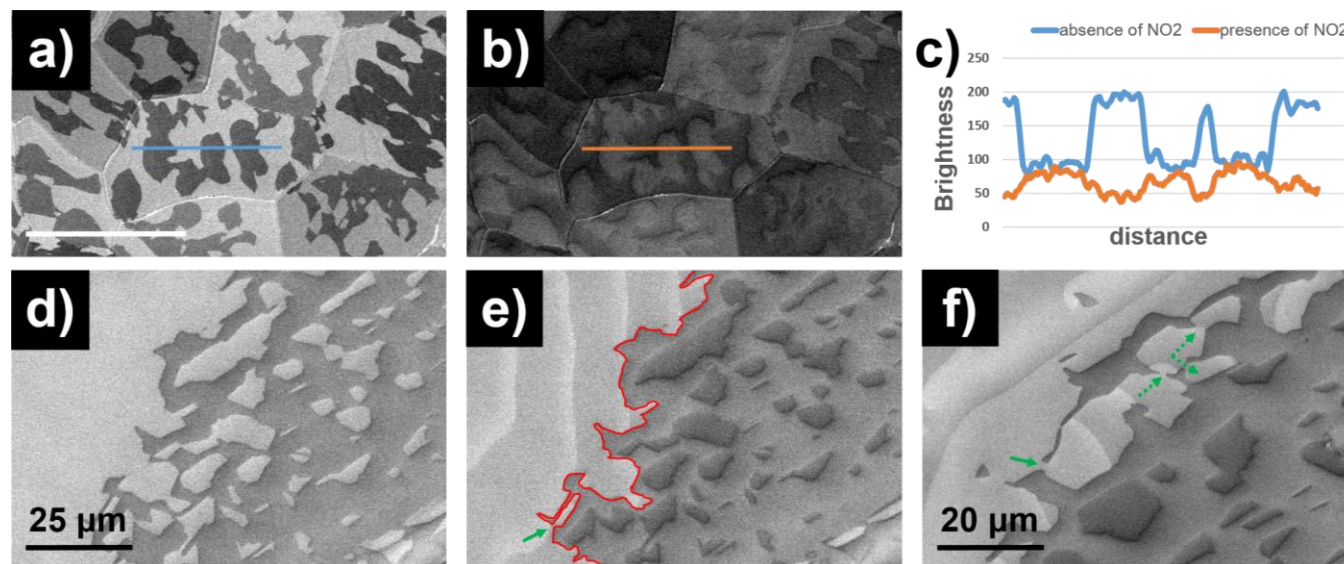 a)
b)
c)
absence of NO2 presence of NO2
250
200
150
100
50
0
Brightness
distance
d)
25 µm
e)
f)
20 µm